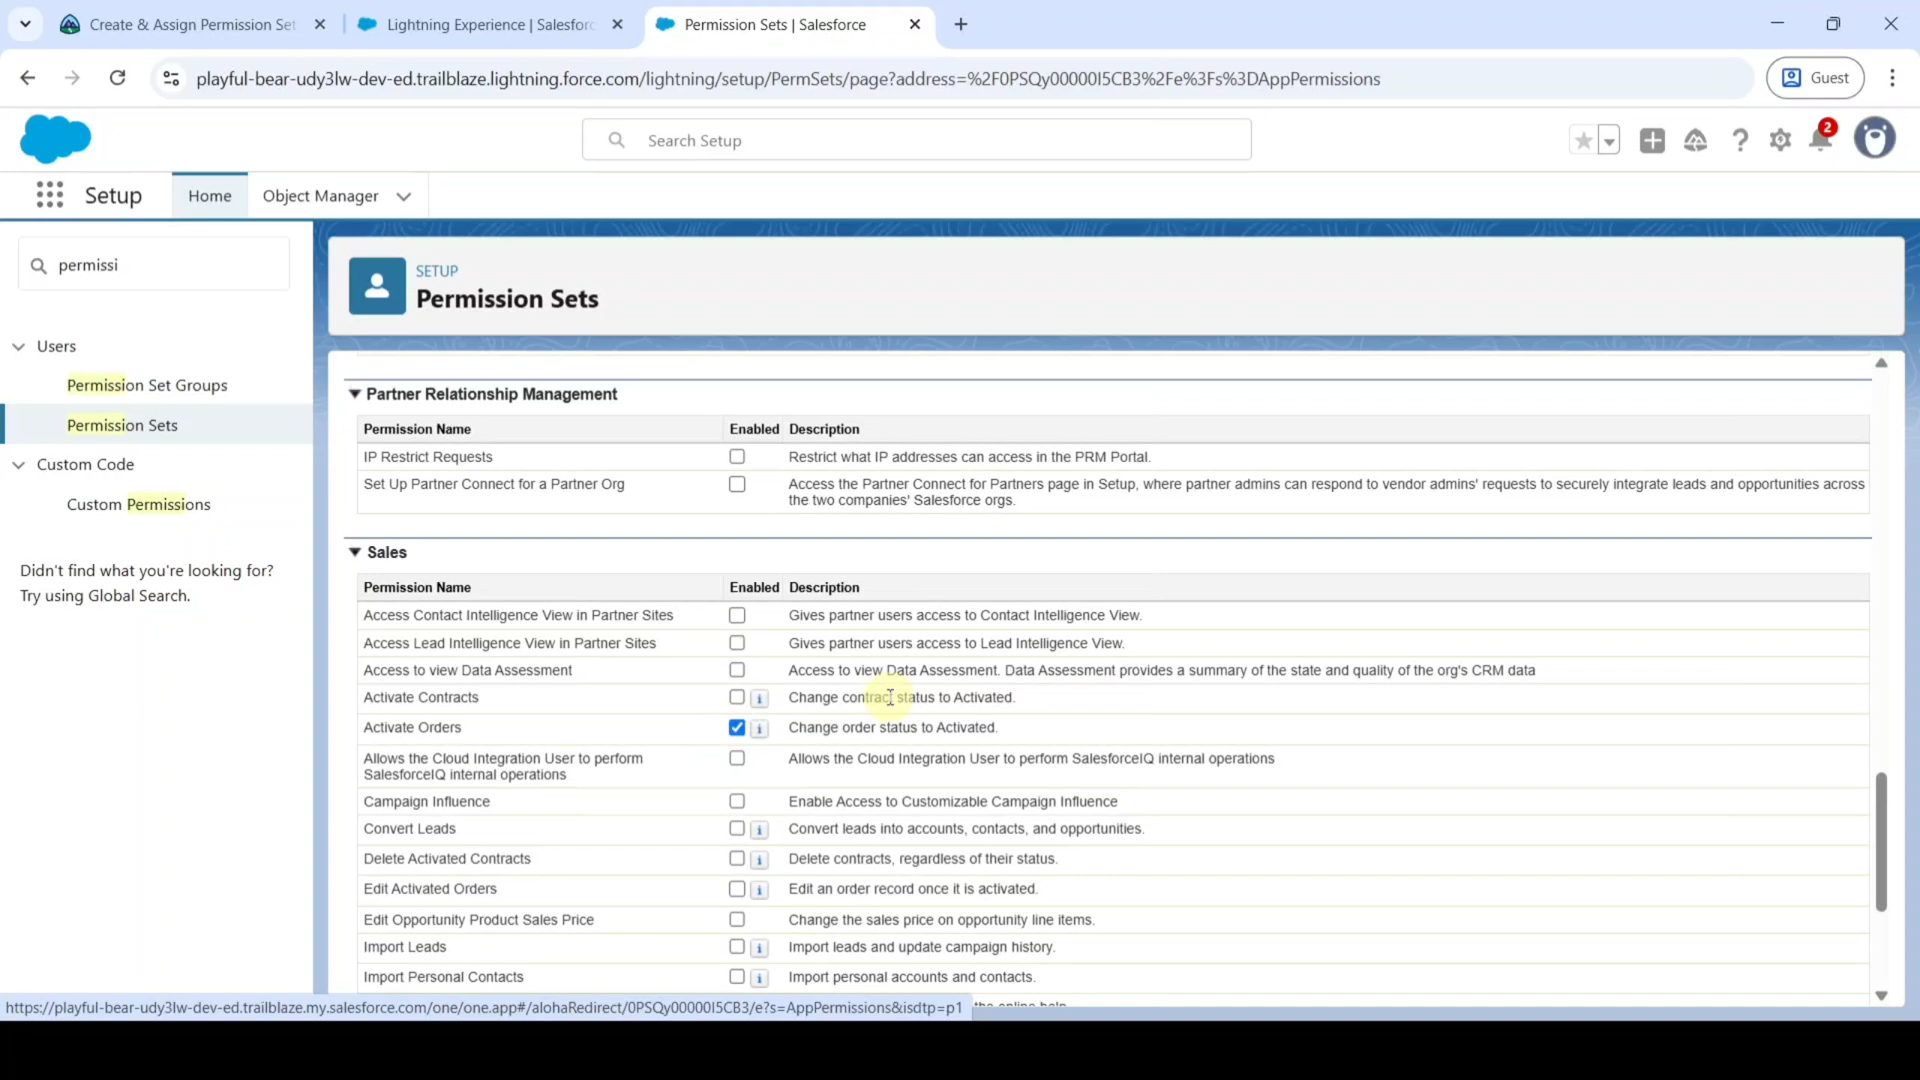 Create & Assign Permission Set
Lightning Experience | Salesforc
Permission Sets | Salesforce
playful-bear-udy3lw-dev-ed.trailblaze.lightning.force.com/lightning/setup/PermSets/page?address=%2F0PSQy00000I5CB3%2Fe%3Fs%3DAppPermissions
Guest
Search Setup
2
Setup
Home
Object Manager
permissi
SETUP
Permission Sets
Users
Permission Set Groups
Permission Sets
Custom Code
Custom Permissions
Didn't find what you're looking for?
Try using Global Search.
Partner Relationship Management
Permission Name Enabled Description
IP Restrict Requests Restrict what IP addresses can access in the PRM Portal.
Set Up Partner Connect for a Partner Org Access the Partner Connect for Partners page in Setup, where partner admins can respond to vendor admins' requests to securely integrate leads and opportunities across
the two companies' Salesforce orgs.
Sales
Permission Name Enabled Description
Access Contact Intelligence View in Partner Sites Gives partner users access to Contact Intelligence View.
Access Lead Intelligence View in Partner Sites Gives partner users access to Lead Intelligence View.
Access to view Data Assessment Access to view Data Assessment. Data Assessment provides a summary of the state and quality of the org's CRM data
Activate Contracts i Change contract status to Activated.
Activate Orders i Change order status to Activated.
Allows the Cloud Integration User to perform
SalesforceIQ internal operations Allows the Cloud Integration User to perform SalesforceIQ internal operations
Campaign Influence Enable Access to Customizable Campaign Influence
Convert Leads i Convert leads into accounts, contacts, and opportunities.
Delete Activated Contracts i Delete contracts, regardless of their status.
Edit Activated Orders i Edit an order record once it is activated.
Edit Opportunity Product Sales Price Change the sales price on opportunity line items.
Import Leads i Import leads and update campaign history.
Import Personal Contacts i Import personal accounts and contacts.
https://playful-bear-udy3lw-dev-ed.trailblaze.my.salesforce.com/one/one.app#/alohaRedirect/0PSQy00000I5CB3/e?s=AppPermissions&isdtp=p1